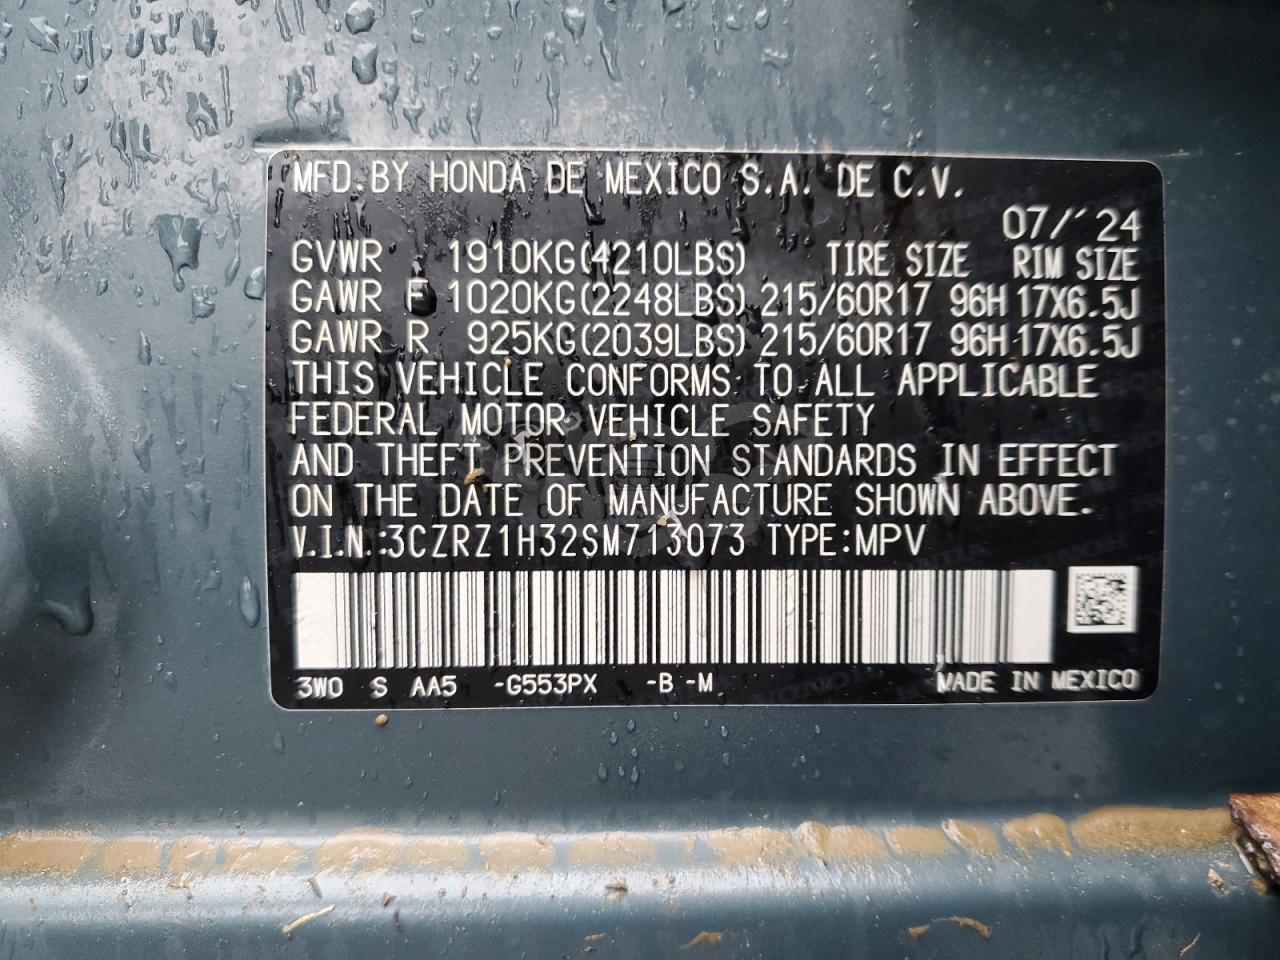 MFD.BY HONDA DE MEXICO S.A. DE C.V.
07/´24
GVWR 1910KG(4210LBS) TIRE SIZE RIM SIZE
GAWR F 1020KG(2248LBS) 215/60R17 96H 17X6.5J
GAWR R 925KG(2039LBS) 215/60R17 96H 17X6.5J
THIS VEHICLE CONFORMS TO ALL APPLICABLE
FEDERAL MOTOR VEHICLE SAFETY
AND THEFT PREVENTION STANDARDS IN EFFECT
ON THE DATE OF MANUFACTURE SHOWN ABOVE.
V.I.N.:3CZRZ1H32SM713073 TYPE:MPV
3W0 S AA5 -G553PX -B -M MADE IN MEXICO